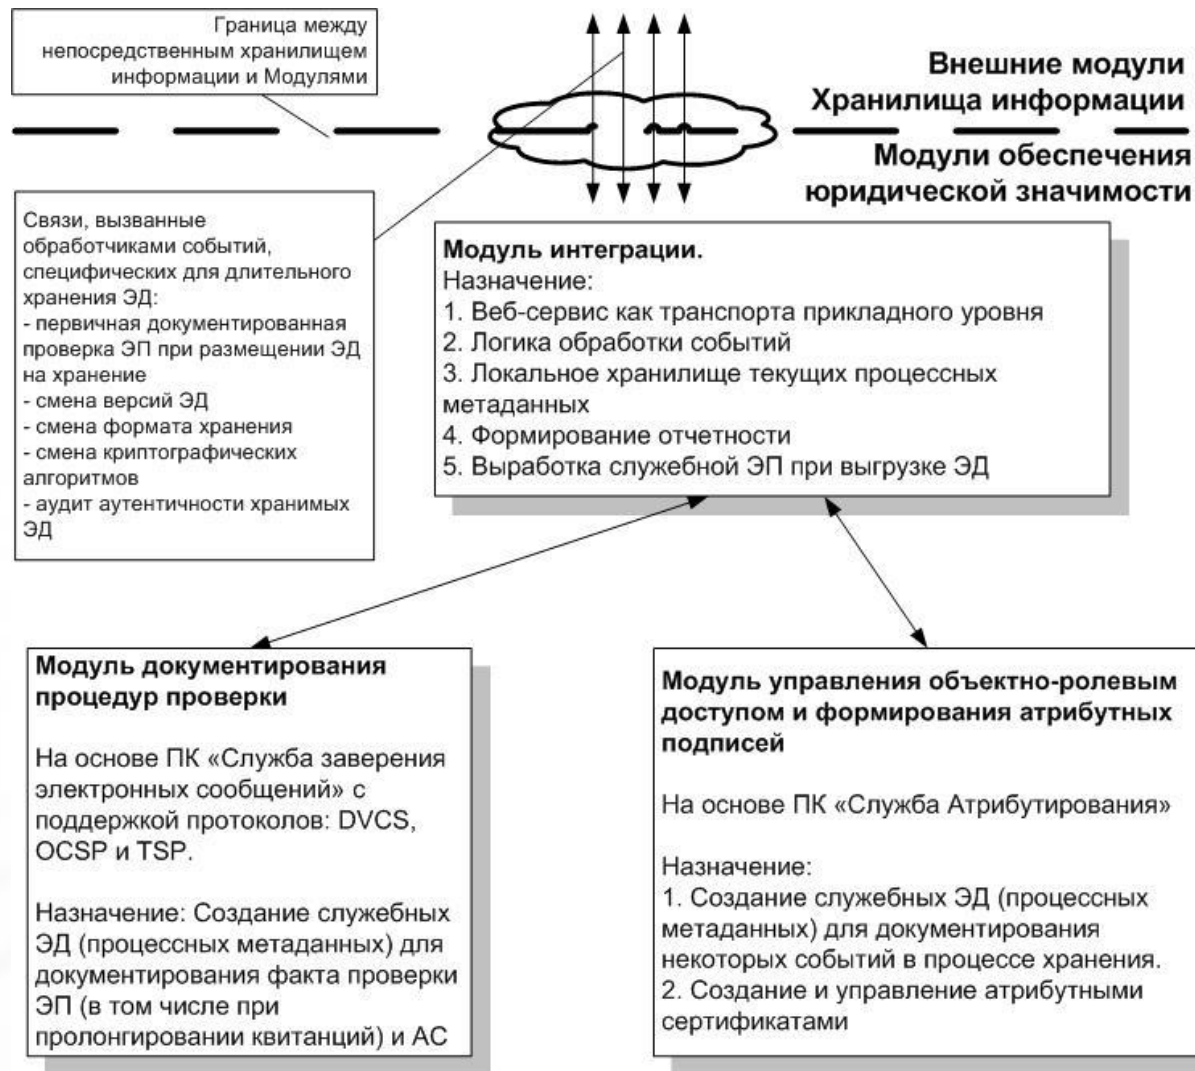 Граница между
непосредственным хранилищем
информации и Модулями
Внешние модули
Хранилища информации
Модули обеспечения
юридической значимости
Связи, вызванные
обработчиками событий,
специфических для длительного
хранения ЭД:
- первичная документированная
проверка ЭП при размещении ЭД
на хранение
- смена версий ЭД
- смена формата хранения
- смена криптографических
алгоритмов
- аудит аутентичности хранимых
ЭД
Модуль интеграции.
Назначение:
1. Веб-сервис как транспорта прикладного уровня
2. Логика обработки событий
3. Локальное хранилище текущих процессных
метаданных
4. Формирование отчетности
5. Выработка служебной ЭП при выгрузке ЭД
Модуль документирования
процедур проверки
На основе ПК «Служба заверения
электронных сообщений» с
поддержкой протоколов: DVCS,
OCSP и TSP.
Назначение: Создание служебных
ЭД (процессных метаданных) для
документирования факта проверки
ЭП (в том числе при
пролонгировании квитанций) и АС
Модуль управления объектно-ролевым
доступом и формирования атрибутных
подписей
На основе ПК «Служба Атрибутирования»
Назначение:
1. Создание служебных ЭД (процессных
метаданных) для документирования
некоторых событий в процессе хранения.
2. Создание и управление атрибутными
сертификатами